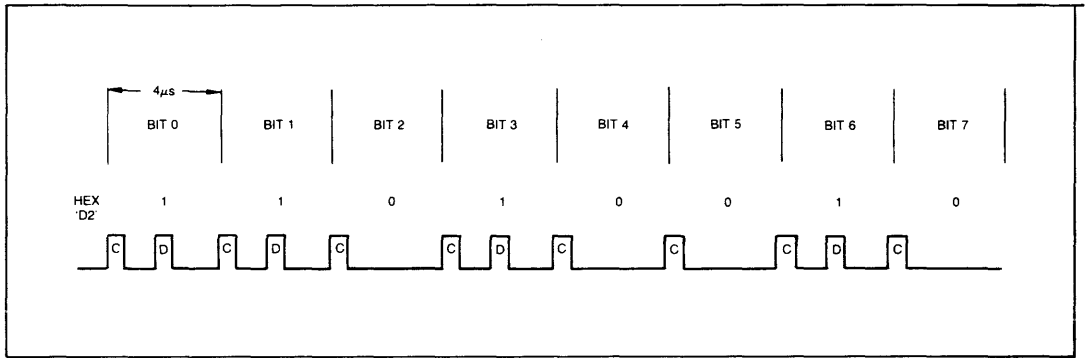 4μs
BIT 0 BIT 1 BIT 2 BIT 3 BIT 4 BIT 5 BIT 6 BIT 7
HEX 1 1 0 1 0 0 1 0
'D2'
C D C D C C D C C C D C